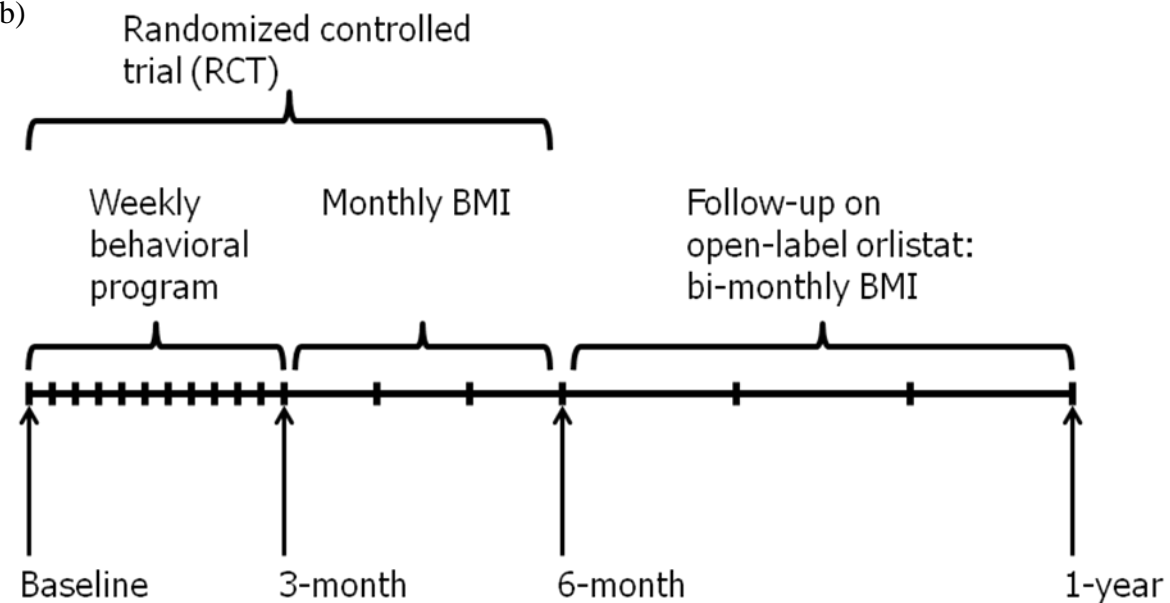 b)
Randomized controlled
trial (RCT)
Weekly
behavioral
program
Monthly BMI
Follow-up on
open-label orlistat:
bi-monthly BMI
Baseline
3-month
6-month
1-year